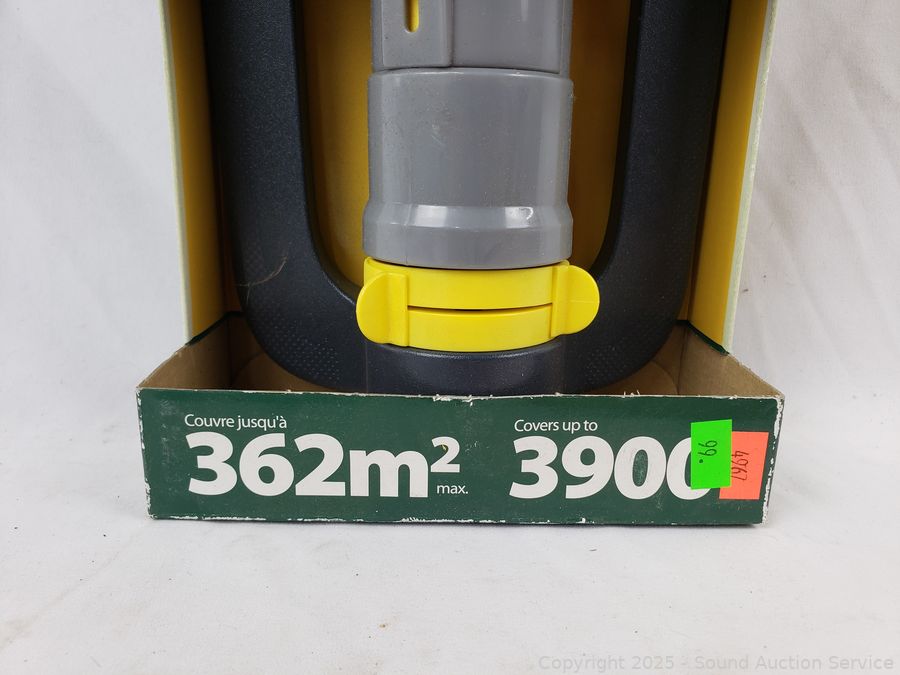 Couvre jusqu'à
362m²
max.
Covers up to
3900
99.
4967
Copyright 2025 - Sound Auction Service